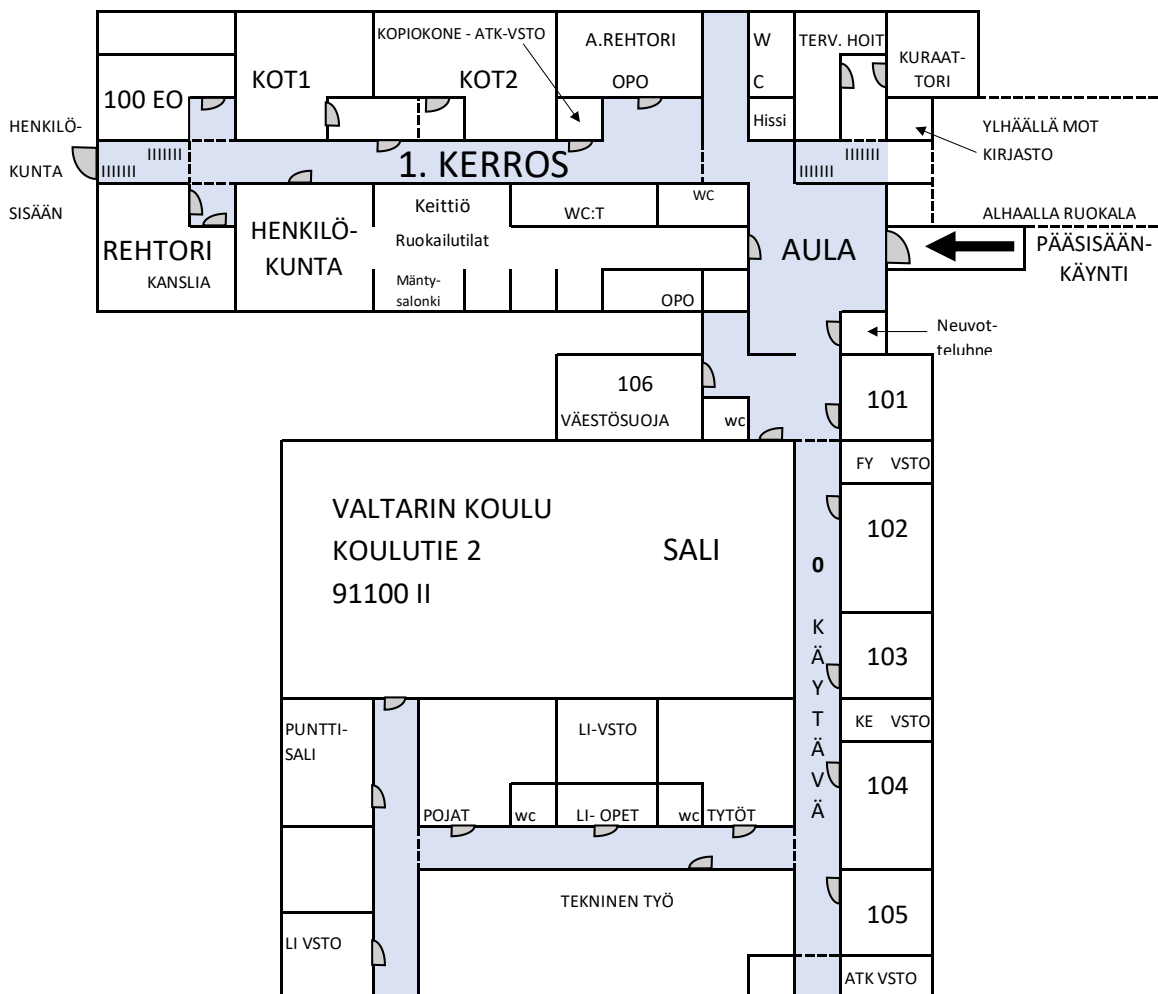 KOPIOKONE - ATK-VSTO
A.REHTORI
OPO
W
C
TERV. HOIT
KURAAT-
TORI
KOT1
KOT2
100 EO
Hissi
HENKILÖ-
KUNTA
SISÄÄN
1. KERROS
YLHÄÄLLÄ MOT
KIRJASTO
ALHAALLA RUOKALA
REHTORI
KANSLIA
HENKILÖ-
KUNTA
Keittiö
Ruokailutilat
Mänty-
salonki
WC:T
WC
OPO
AULA
PÄÄSISÄÄN-
KÄYNTI
Neuvot-
teluhne
106
VÄESTÖSUOJA
wc
101
FY VSTO
102
VALTARIN KOULU
KOULUTIE 2
91100 II
SALI
0
K
Ä
Y
T
Ä
V
Ä
103
KE VSTO
104
PUNTTI-
SALI
LI-VSTO
POJAT
wc
LI- OPET
wc
TYTÖT
TEKNINEN TYÖ
105
LI VSTO
ATK VSTO